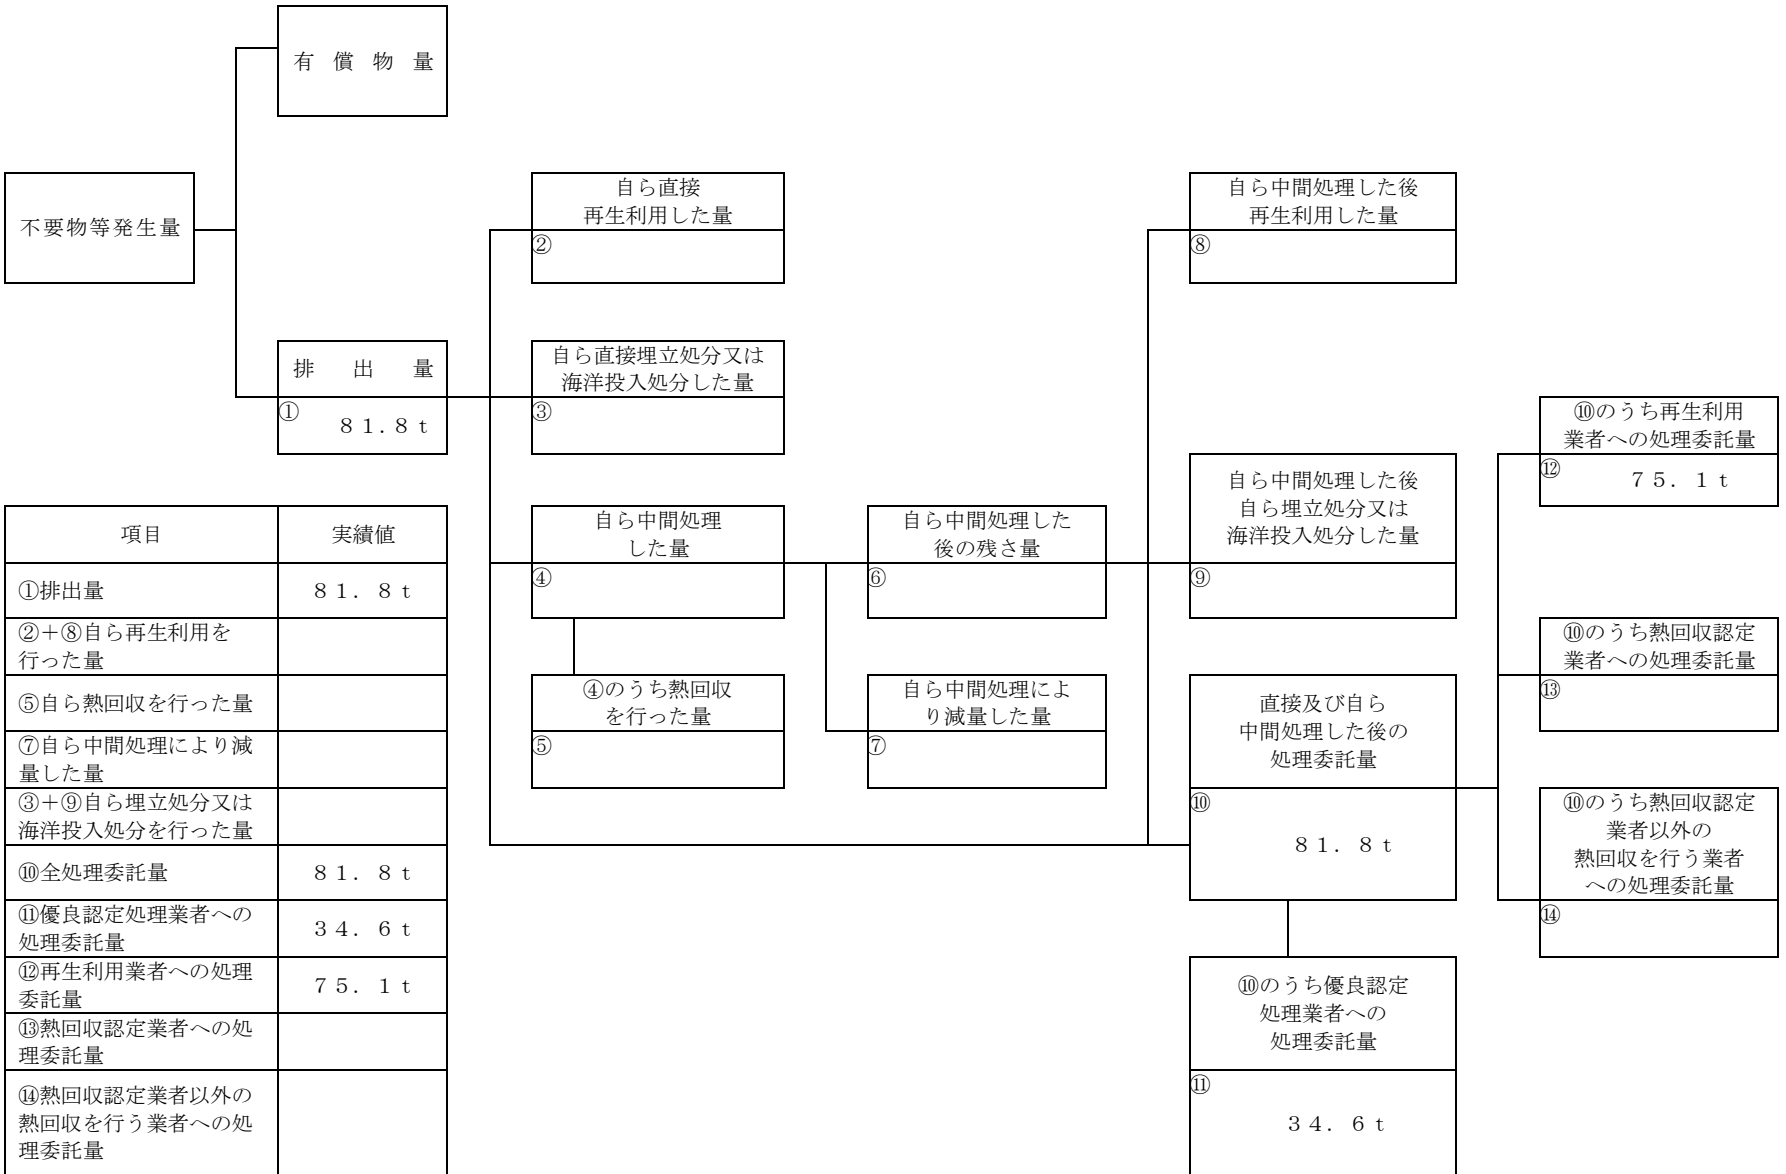 有償物量
不要物等発生量
排出量
①
81.8t
自ら直接
再生利用した量
②
自ら直接埋立処分又は
海洋投入処分した量
③
自ら中間処理
した量
④
④のうち熱回収
を行った量
⑤
自ら中間処理した
後の残さ量
⑥
自ら中間処理によ
り減量した量
⑦
自ら中間処理した後
再生利用した量
⑧
自ら中間処理した後
自ら埋立処分又は
海洋投入処分した量
⑨
直接及び自ら
中間処理した後の
処理委託量
⑩
81.8t
⑩のうち優良認定
処理業者への
処理委託量
⑪
34.6t
⑩のうち再生利用
業者への処理委託量
⑫
75.1t
⑩のうち熱回収認定
業者への処理委託量
⑬
⑩のうち熱回収認定
業者以外の
熱回収を行う業者
への処理委託量
⑭
項目 実績値
①排出量 81.8t
②+⑧自ら再生利用を
行った量
⑤自ら熱回収を行った量
⑦自ら中間処理により減
量した量
③+⑨自ら埋立処分又は
海洋投入処分を行った量
⑩全処理委託量 81.8t
⑪優良認定処理業者への
処理委託量 34.6t
⑫再生利用業者への処理
委託量 75.1t
⑬熱回収認定業者への処
理委託量
⑭熱回収認定業者以外の
熱回収を行う業者への処
理委託量